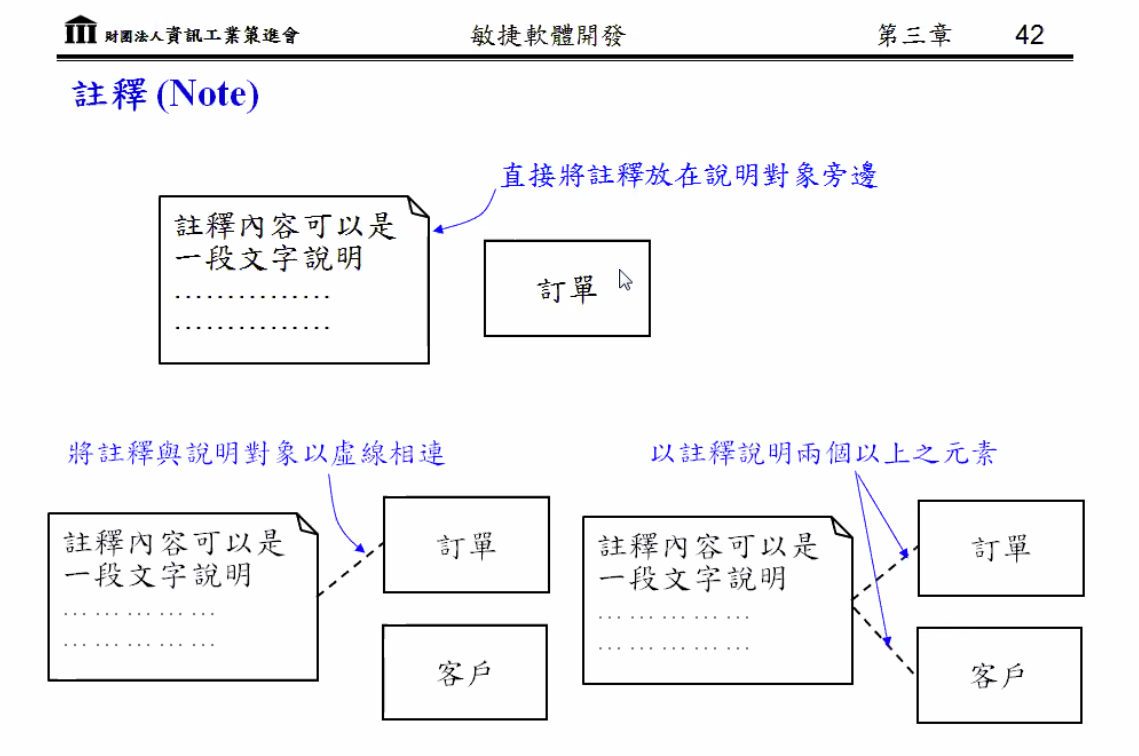 財團法人資訊工業策進會 敏捷軟體開發 第三章 42
註釋 (Note)
直接將註釋放在說明對象旁邊
註釋內容可以是
一段文字說明
……………
……………
訂單
將註釋與說明對象以虛線相連
註釋內容可以是
一段文字說明
… … … … …
… … … … …
訂單
客戶
以註釋說明兩個以上之元素
註釋內容可以是
一段文字說明
… … … … …
… … … … …
訂單
客戶